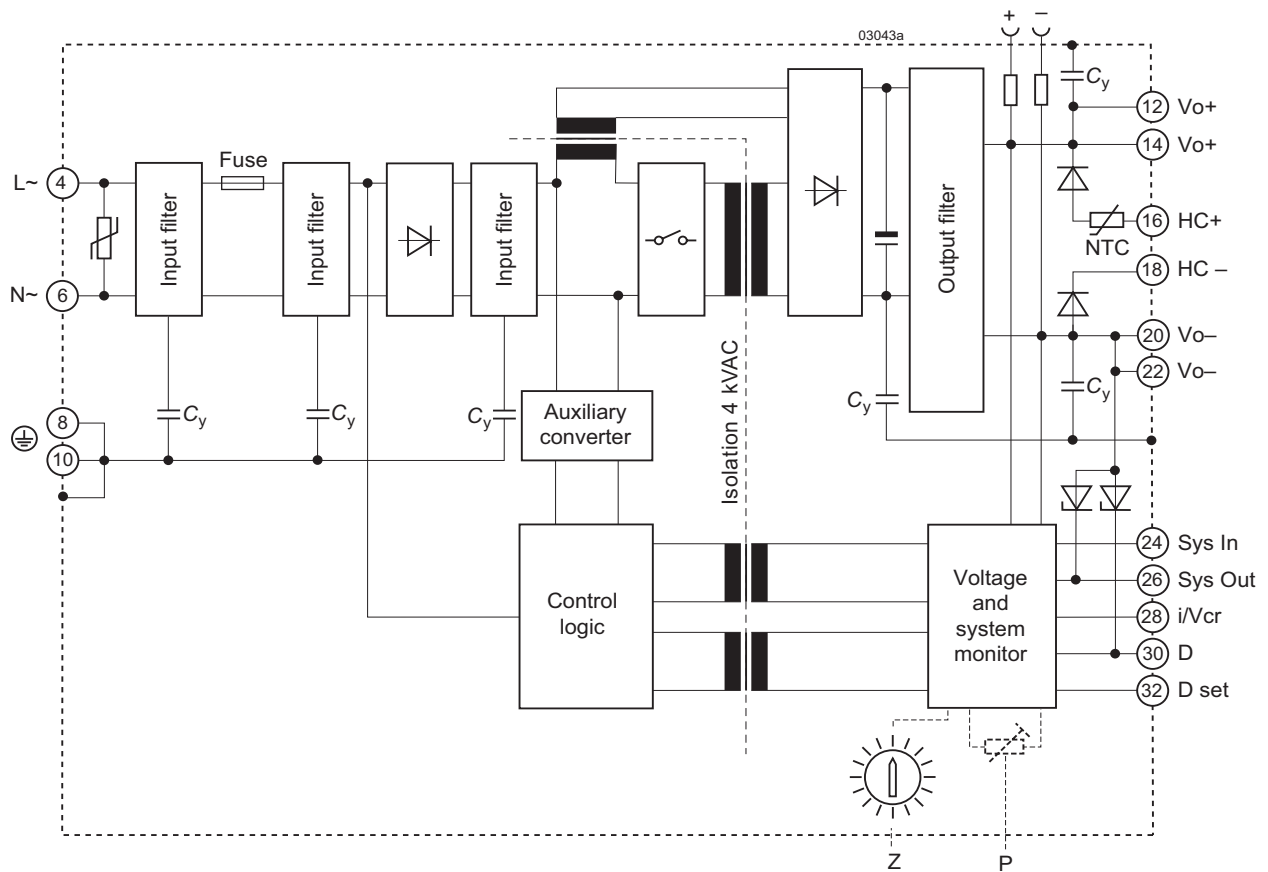 + –
03043a
Cy
12 Vo+
14 Vo+
Fuse
L~ 4
Input filter
Input filter
Input filter
Output filter
16 HC+
NTC
18 HC –
N~ 6
20 Vo–
22 Vo–
Cy
Cy
Cy
Cy
Cy
8
10
Auxiliary
converter
Isolation 4 kVAC
Control
logic
Voltage
and
system
monitor
24 Sys In
26 Sys Out
28 i/Vcr
30 D
32 D set
Z
P